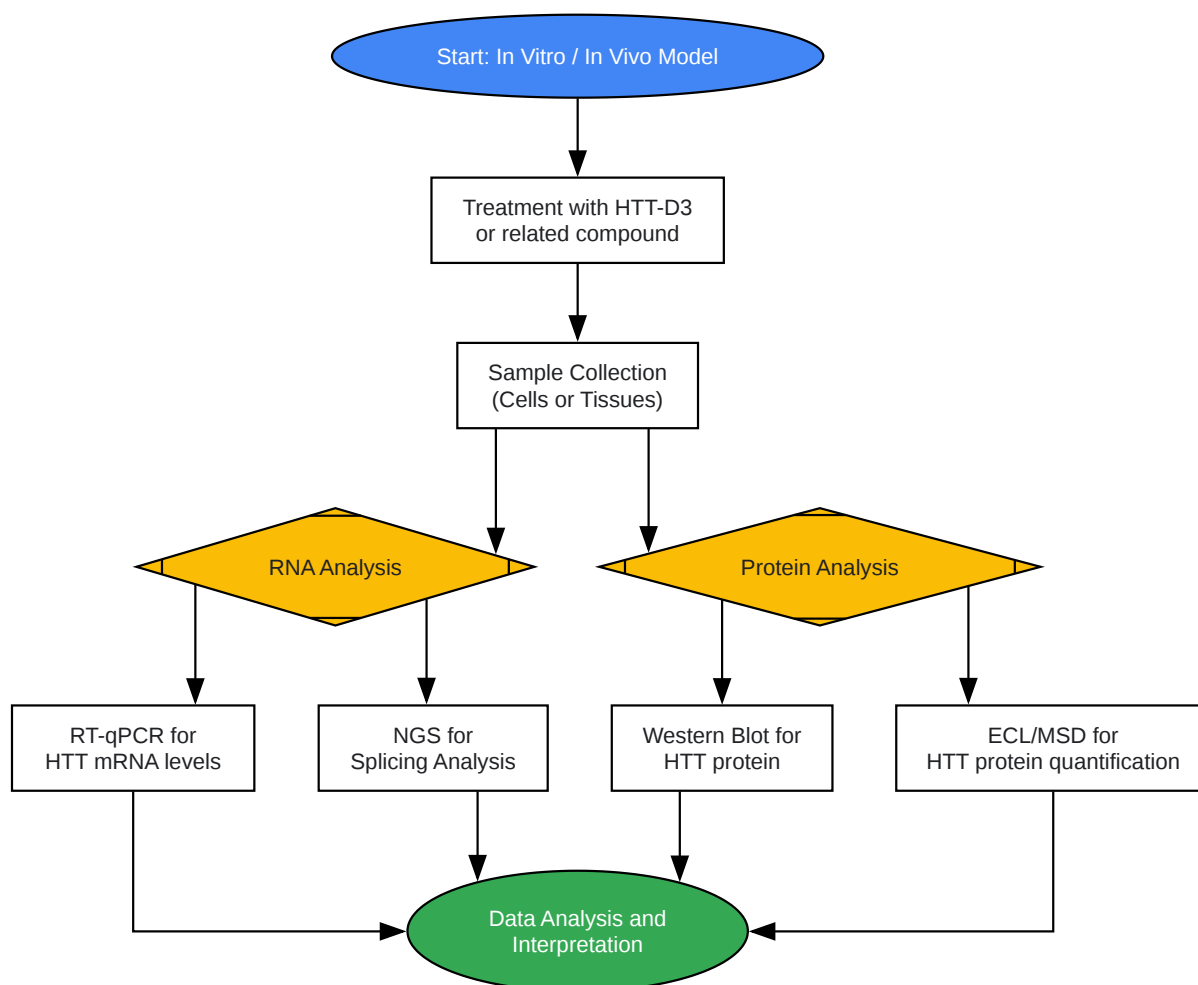 Start: In Vitro / In Vivo Model
Treatment with HTT-D3
or related compound
Sample Collection
(Cells or Tissues)
RNA Analysis
Protein Analysis
RT-qPCR for
HTT mRNA levels
NGS for
Splicing Analysis
Western Blot for
HTT protein
ECL/MSD for
HTT protein quantification
Data Analysis and
Interpretation